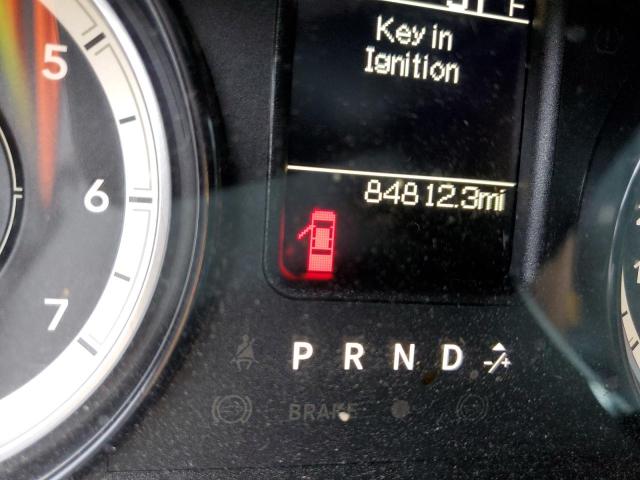 F
Key in
Ignition
84812.3mi
5
6
7
P R N D -/+
BRAKE